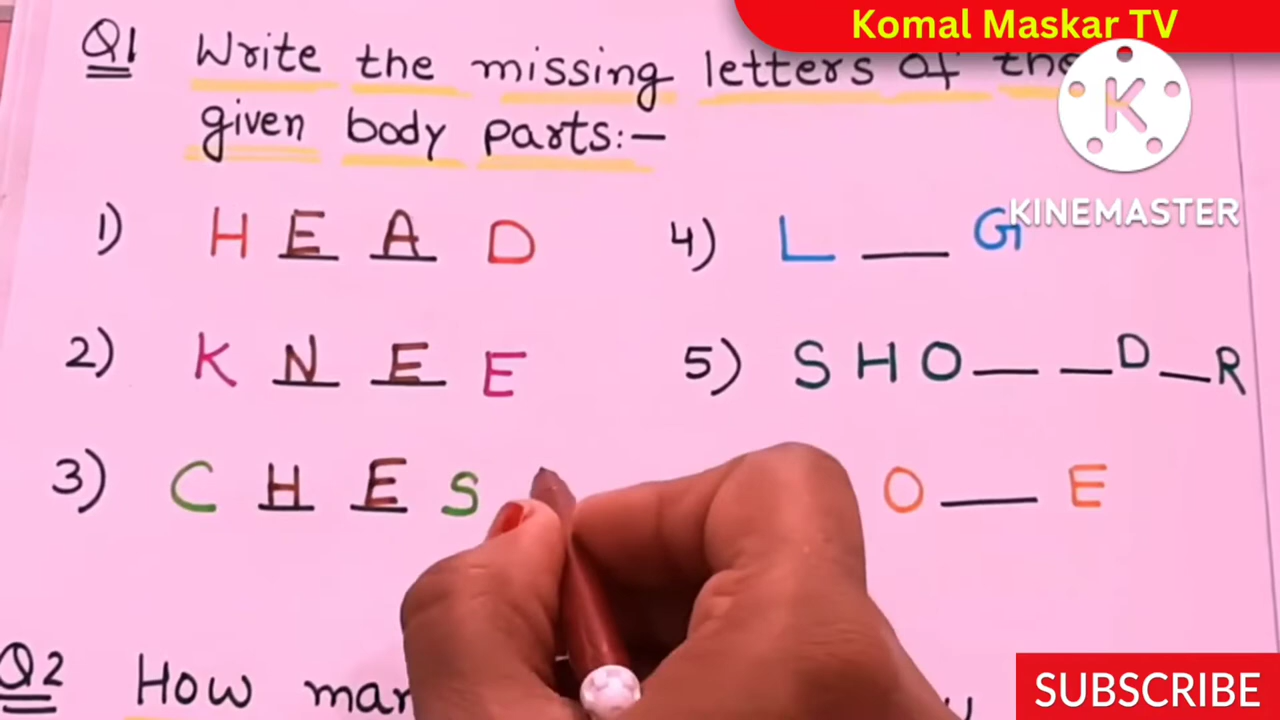 Komal Maskar TV
Q1 Write the missing letters of the
given body parts:-
K
KINEMASTER
1) H E A D
4) L __ G
2) K N E E
5) S H O __ __ D __ R
3) C H E S
O __ E
Q2 How
SUBSCRIBE